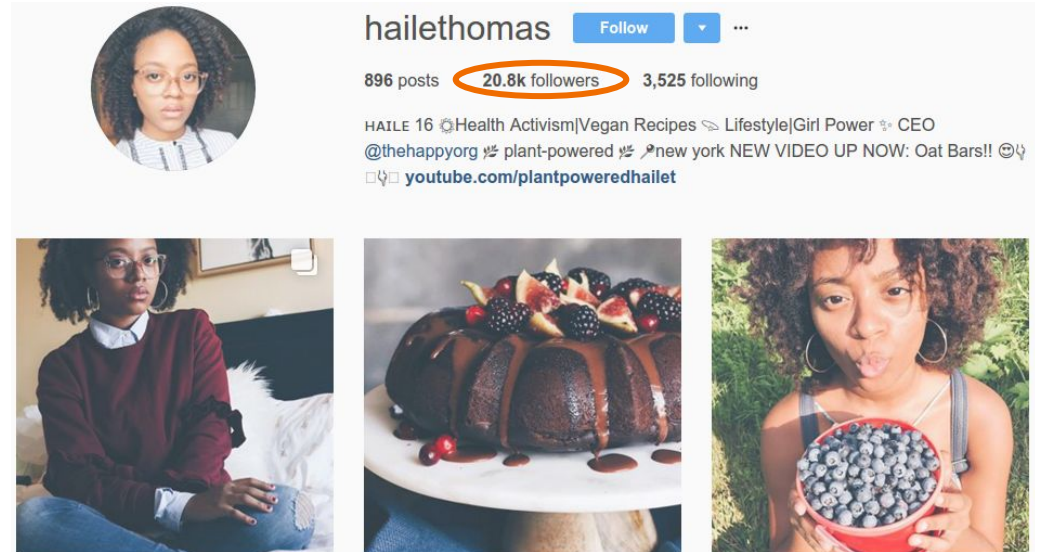 hailethomas Follow ...
896 posts 20.8k followers 3,525 following
HAILE 16 Health Activism|Vegan Recipes Lifestyle|Girl Power ✨ CEO
@thehappyorg 🌿 plant-powered 🌿 new york NEW VIDEO UP NOW: Oat Bars!! 😍
youtube.com/plantpoweredhailet